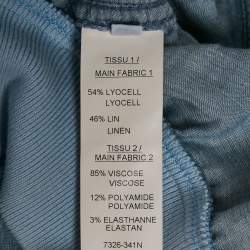 TISSU 1 /
MAIN FABRIC 1
54% LYOCELL
LYOCELL
46% LIN
LINEN
TISSU 2 /
MAIN FABRIC 2
85% VISCOSE
VISCOSE
12% POLYAMIDE
POLYAMIDE
3% ELASTHANNE
ELASTAN
7326-341N